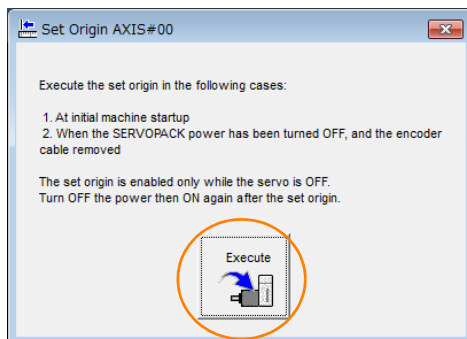 Set Origin AXIS#00
Execute the set origin in the following cases:
1. At initial machine startup
2. When the SERVOPACK power has been turned OFF, and the encoder
cable removed
The set origin is enabled only while the servo is OFF.
Turn OFF the power then ON again after the set origin.
Execute